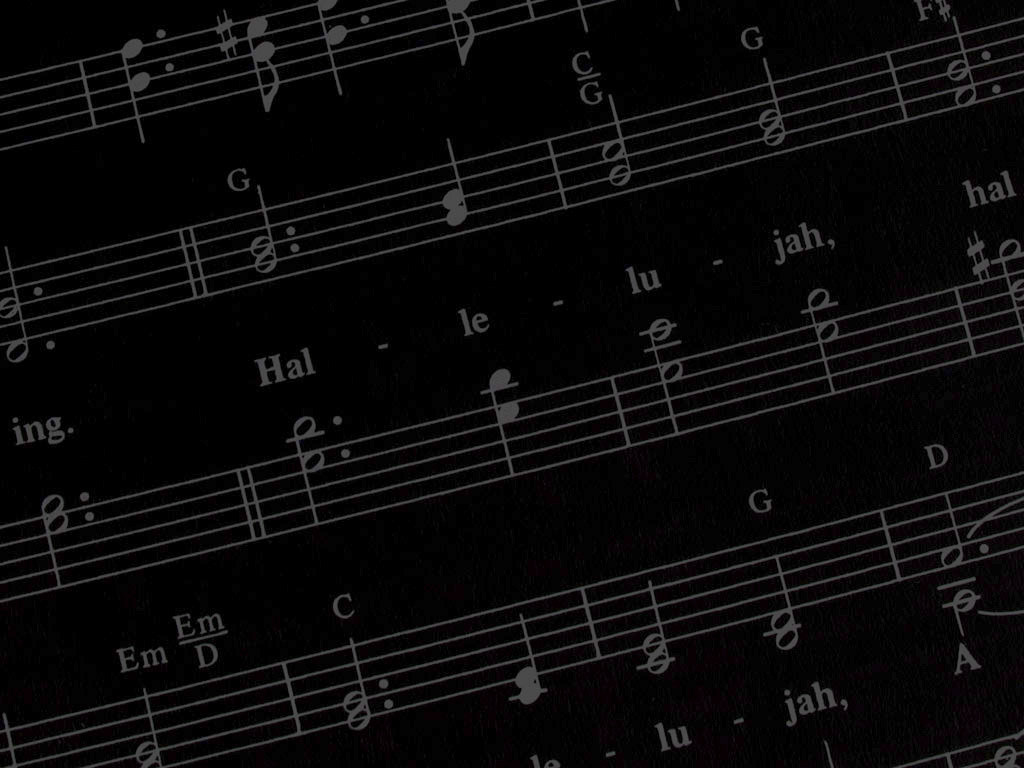 F♯
C/G G
G
Hal - le - lu - jah, hal
ing.
G D
Em Em/D C
A
le - lu - jah,